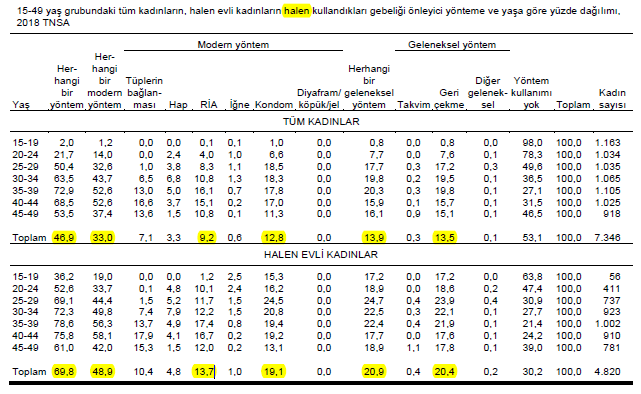 15-49 yaş grubundaki tüm kadınların, halen evli kadınların halen kullandıkları gebeliği önleyici yönteme ve yaşa göre yüzde dağılımı,
2018 TNSA
Modern yöntem Geleneksel yöntem
Yaş Her-hangi bir yöntem Her-hangi bir modern yöntem Tüplerin bağlan-ması Hap RİA İğne Kondom Diyafram/köpük/jel Herhangi bir geleneksel yöntem Takvim Geri çekme Diğer gelenek-sel Yöntem kullanımı yok Toplam Kadın sayısı
TÜM KADINLAR
15-19 2,0 1,2 0,0 0,0 0,1 0,1 1,0 0,0 0,8 0,0 0,8 0,0 98,0 100,0 1.163
20-24 21,7 14,0 0,0 2,4 4,0 1,0 6,6 0,0 7,7 0,0 7,6 0,1 78,3 100,0 1.034
25-29 50,4 32,6 1,0 3,8 8,3 1,1 18,5 0,0 17,7 0,3 17,2 0,3 49,6 100,0 1.035
30-34 63,5 43,7 6,5 6,8 10,8 1,3 18,3 0,0 19,8 0,2 19,5 0,1 36,5 100,0 1.065
35-39 72,9 52,6 13,0 5,0 16,1 0,7 17,8 0,0 20,3 0,3 19,8 0,1 27,1 100,0 1.105
40-44 68,5 52,6 16,6 3,7 15,1 0,2 17,0 0,0 15,9 0,1 15,7 0,1 31,5 100,0 1.025
45-49 53,5 37,4 13,6 1,5 10,8 0,1 11,3 0,0 16,1 0,9 15,1 0,1 46,5 100,0 918
Toplam 46,9 33,0 7,1 3,3 9,2 0,6 12,8 0,0 13,9 0,3 13,5 0,1 53,1 100,0 7.346
HALEN EVLİ KADINLAR
15-19 36,2 19,0 0,0 0,0 1,2 2,5 15,3 0,0 17,2 0,0 17,2 0,0 63,8 100,0 56
20-24 52,6 33,7 0,1 4,8 10,1 2,4 16,2 0,0 18,9 0,0 18,6 0,2 47,4 100,0 411
25-29 69,1 44,4 1,5 5,2 11,7 1,5 24,5 0,0 24,7 0,4 23,9 0,4 30,9 100,0 737
30-34 72,3 49,8 7,4 7,9 12,2 1,5 20,8 0,0 22,5 0,3 22,1 0,1 27,7 100,0 923
35-39 78,6 56,3 13,7 4,9 17,4 0,8 19,4 0,0 22,4 0,4 21,9 0,1 21,4 100,0 1.002
40-44 75,8 58,1 17,9 4,1 16,7 0,2 19,2 0,0 17,7 0,0 17,6 0,1 24,2 100,0 910
45-49 61,0 42,0 15,3 1,5 12,0 0,2 13,1 0,0 18,9 1,1 17,8 0,1 39,0 100,0 781
Toplam 69,8 48,9 10,4 4,8 13,7 1,0 19,1 0,0 20,9 0,4 20,4 0,2 30,2 100,0 4.820